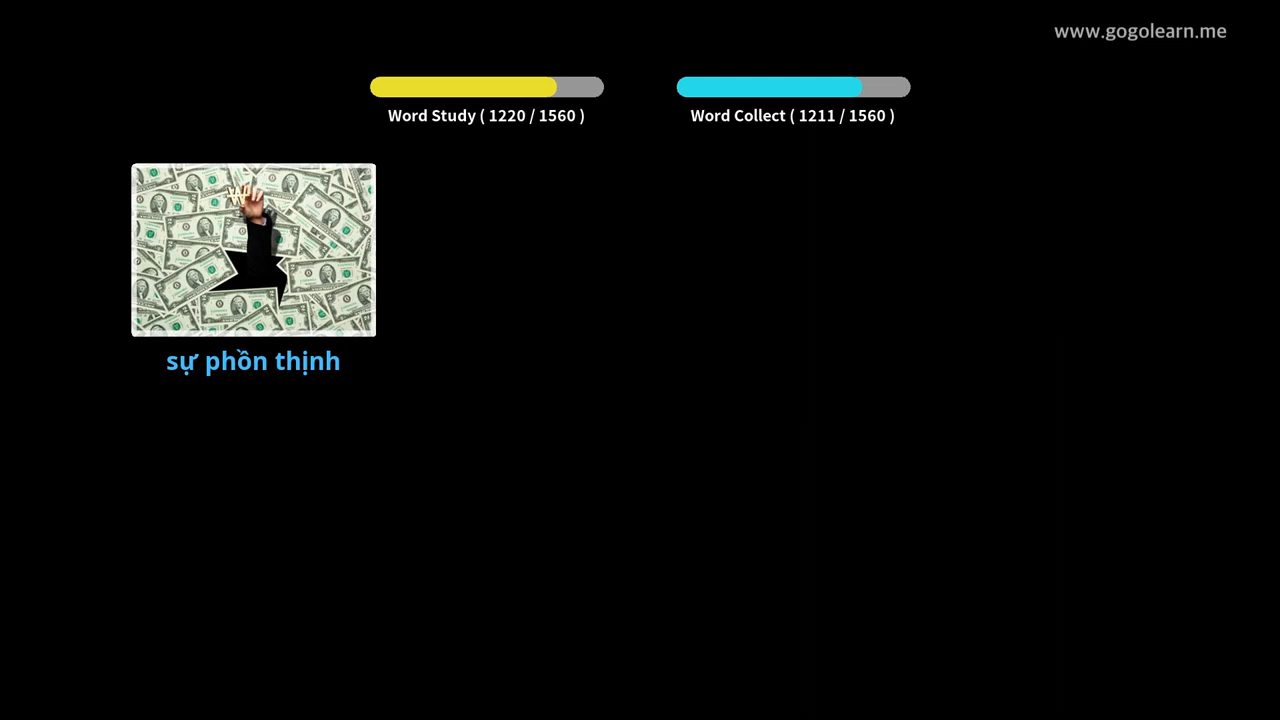 www.gogolearn.me
Word Study ( 1220 / 1560 )
Word Collect ( 1211 / 1560 )
₩
sự phồn thịnh